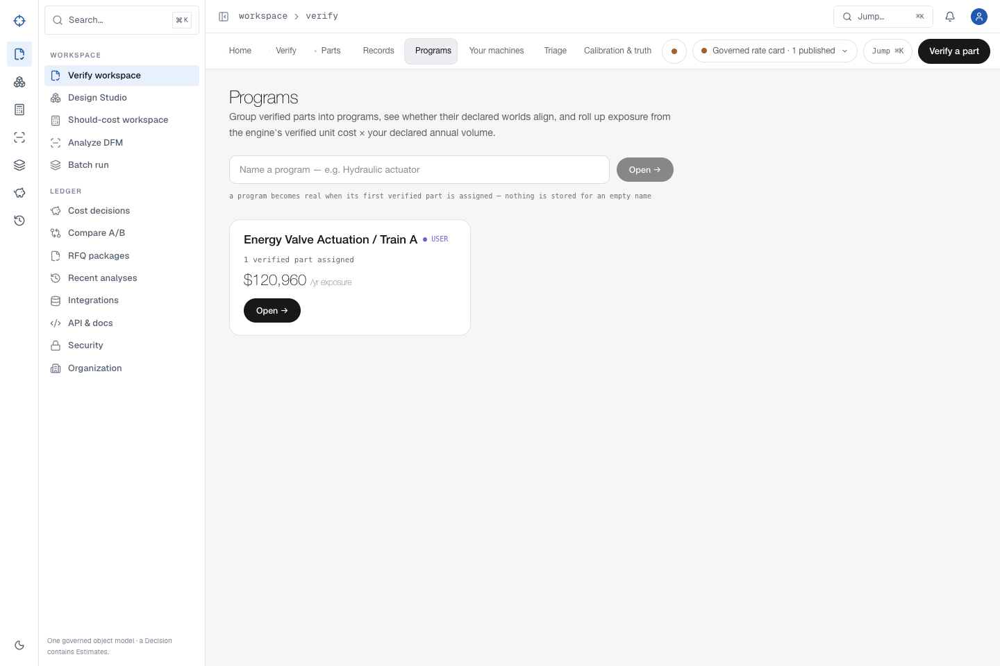 Search...
⌘ K
WORKSPACE
Verify workspace
Design Studio
Should-cost workspace
Analyze DFM
Batch run
LEDGER
Cost decisions
Compare A/B
RFQ packages
Recent analyses
Integrations
API & docs
Security
Organization
One governed object model · a Decision
contains Estimates.
workspace > verify
Jump... ⌘K
Home Verify Parts Records Programs Your machines Triage Calibration & truth
Governed rate card · 1 published
Jump ⌘K
Verify a part
Programs
Group verified parts into programs, see whether their declared worlds align, and roll up exposure from
the engine's verified unit cost × your declared annual volume.
Name a program — e.g. Hydraulic actuator
Open →
a program becomes real when its first verified part is assigned — nothing is stored for an empty name
Energy Valve Actuation / Train A USER
1 verified part assigned
$120,960 /yr exposure
Open →